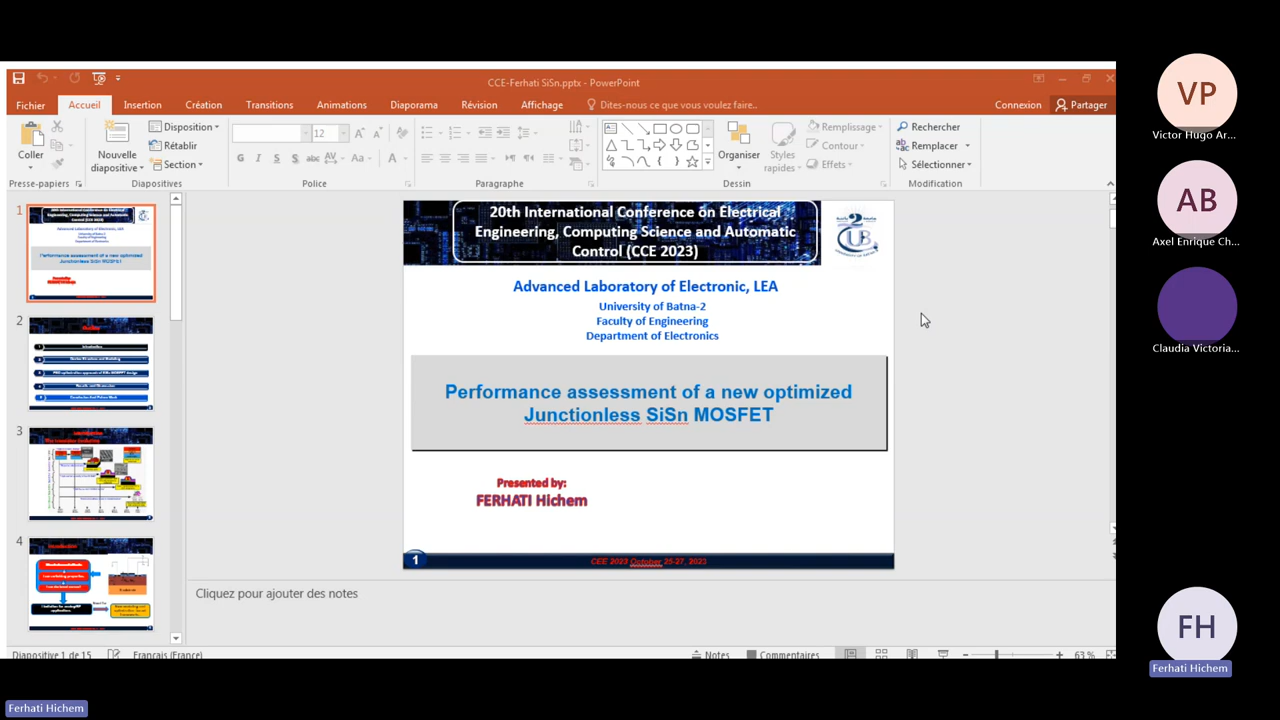 CCE-Ferhati SiSn.pptx - PowerPoint
Fichier Accueil Insertion Création Transitions Animations Diaporama Révision Affichage Dites-nous ce que vous voulez faire.. Connexion Partager
Coller
Nouvelle diapositive
Disposition
Rétablir
Section
12
Organiser
Styles rapides
Remplissage
Contour
Effets
Rechercher
Remplacer
Sélectionner
Presse-papiers Diapositives Police Paragraphe Dessin Modification
1
2
3
4
20th International Conference on Electrical
Engineering, Computing Science and Automatic
Control (CCE 2023)
Advanced Laboratory of Electronic, LEA
University of Batna-2
Faculty of Engineering
Department of Electronics
Performance assessment of a new optimized
Junctionless SiSn MOSFET
Presented by:
FERHATI Hichem
1
CEE 2023 October 25-27, 2023
Cliquez pour ajouter des notes
Diapositive 1 de 15 Français (France) Notes Commentaires 63 %
VP
Victor Hugo Ar...
AB
Axel Enrique Ch...
Claudia Victoria...
FH
Ferhati Hichem
Ferhati Hichem